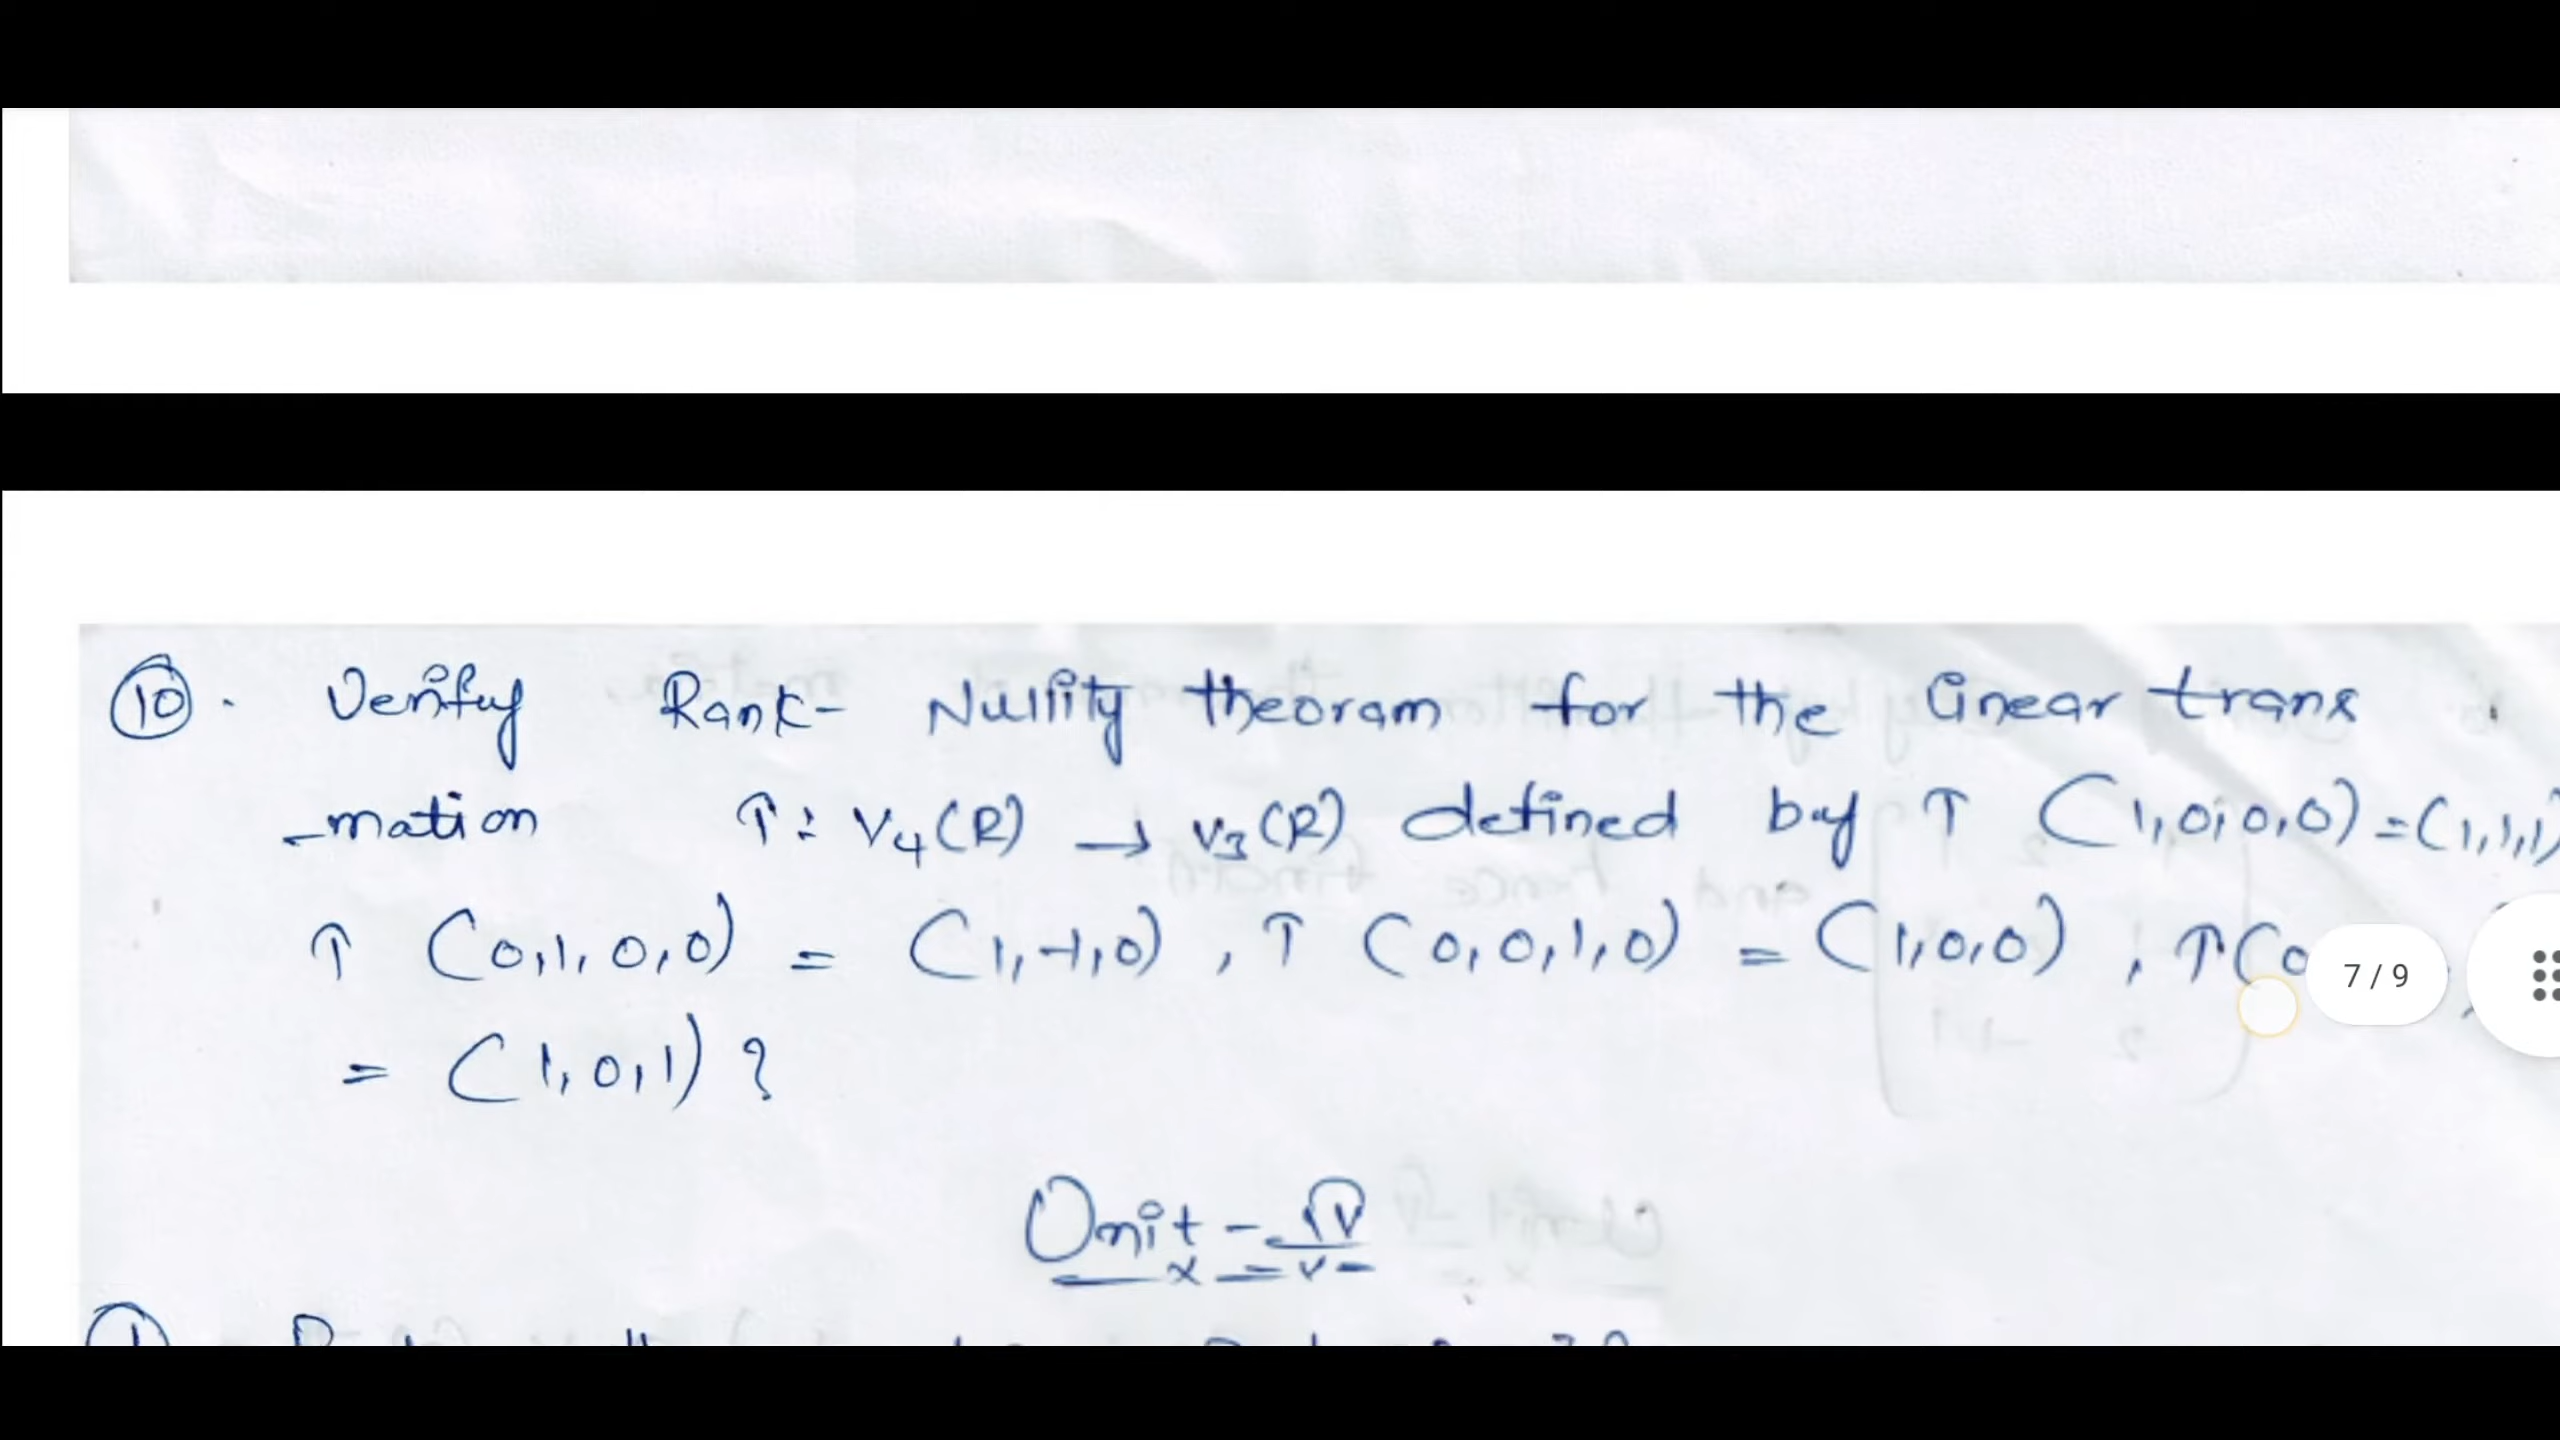 10. Verify Rank- Nullity theoram for the linear trans
-mation T: V4(R) → V3(R) defined by T (1,0,0,0) = (1,1,1)
T (0,1,0,0) = (1,-1,0), T (0,0,1,0) = (1,0,0), T(0
= (1,0,1)?
7 / 9
Unit - IV